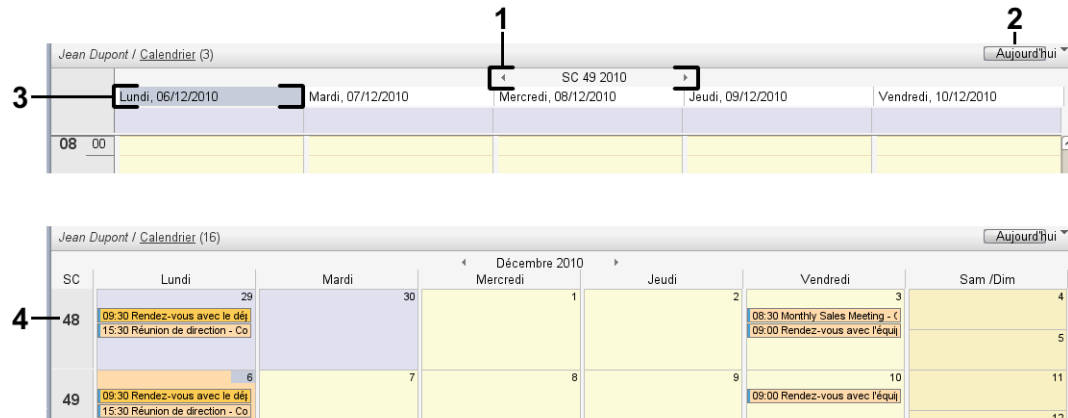 1
2
Jean Dupont / Calendrier (3)
Aujourd'hui
SC 49 2010
3
Lundi, 06/12/2010
Mardi, 07/12/2010
Mercredi, 08/12/2010
Jeudi, 09/12/2010
Vendredi, 10/12/2010
08 00
Jean Dupont / Calendrier (16)
Aujourd'hui
Décembre 2010
SC
Lundi
Mardi
Mercredi
Jeudi
Vendredi
Sam /Dim
4
48
29
09:30 Rendez-vous avec le dép
15:30 Réunion de direction - Co
30
1
2
3
08:30 Monthly Sales Meeting - (
09:00 Rendez-vous avec l'équip
4
5
49
6
09:30 Rendez-vous avec le dép
15:30 Réunion de direction - Co
7
8
9
10
09:00 Rendez-vous avec l'équip
11
12